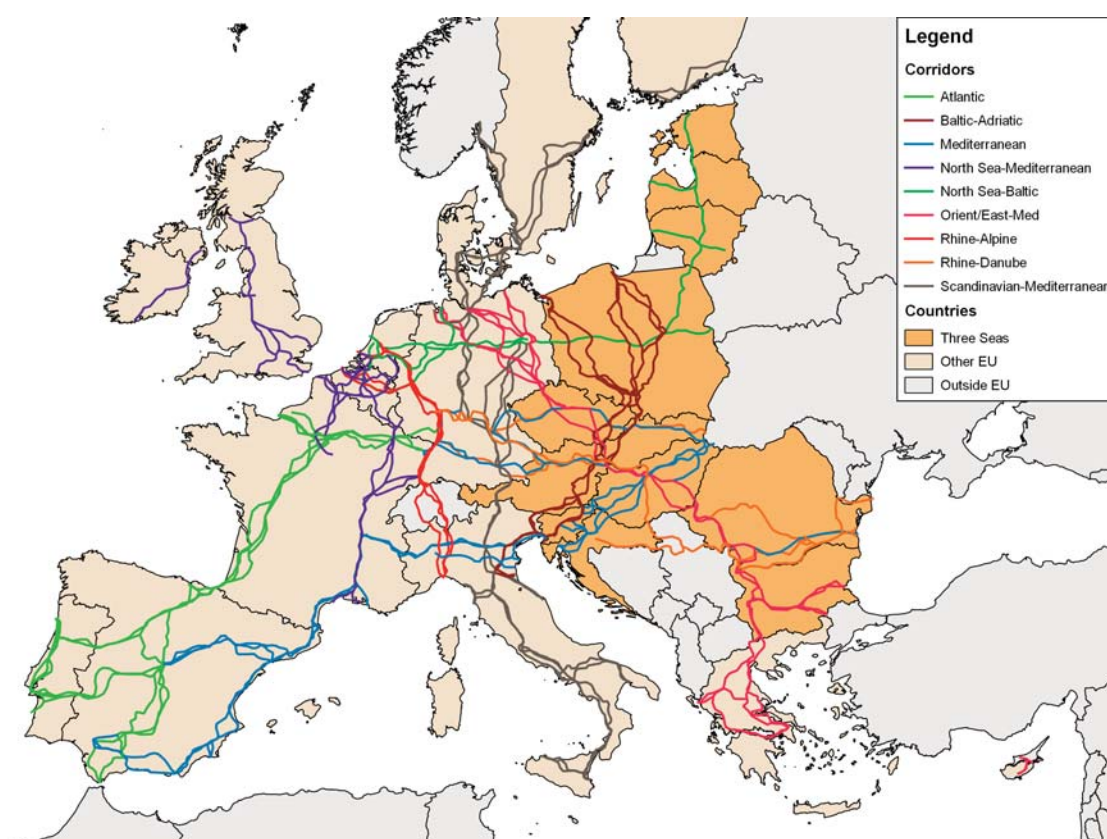 Legend
Corridors
Atlantic
Baltic-Adriatic
Mediterranean
North Sea-Mediterranean
North Sea-Baltic
Orient/East-Med
Rhine-Alpine
Rhine-Danube
Scandinavian-Mediterranean
Countries
Three Seas
Other EU
Outside EU